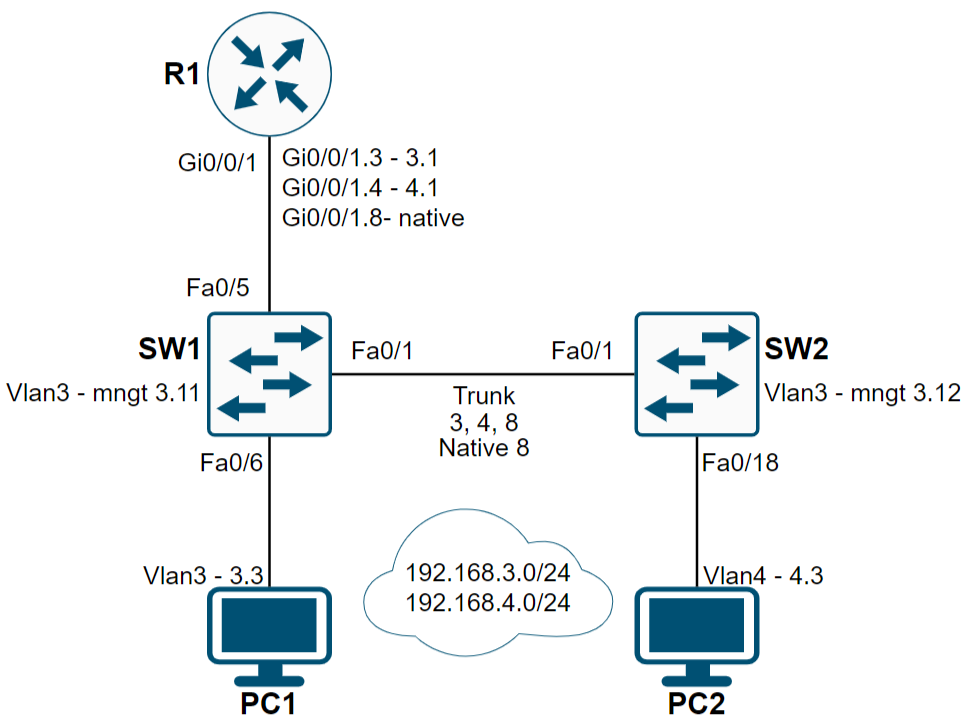 R1
Gi0/0/1
Gi0/0/1.3 - 3.1
Gi0/0/1.4 - 4.1
Gi0/0/1.8- native
Fa0/5
SW1
Vlan3 - mngt 3.11
Fa0/1
Fa0/1
SW2
Vlan3 - mngt 3.12
Trunk
3, 4, 8
Native 8
Fa0/6
Fa0/18
Vlan3 - 3.3
192.168.3.0/24
192.168.4.0/24
Vlan4 - 4.3
PC1
PC2